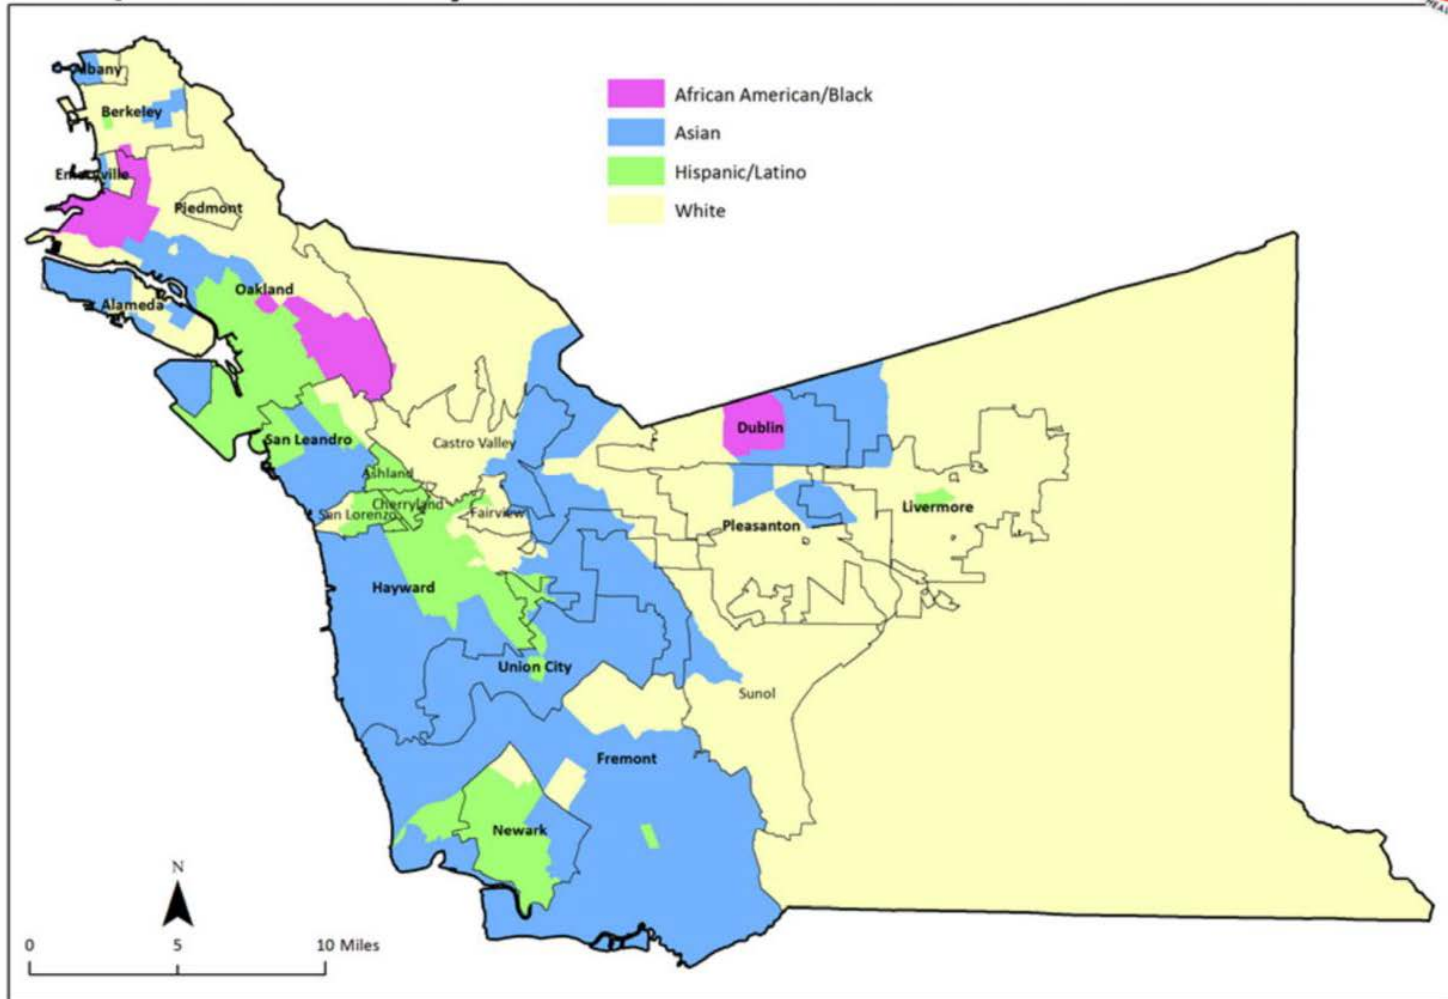 African American/Black
Asian
Hispanic/Latino
White
Albany
Berkeley
Emeryville
Piedmont
Oakland
Alameda
San Leandro
Castro Valley
Dublin
Ashland
Cherryland
San Lorenzo
Fairview
Pleasanton
Livermore
Hayward
Union City
Sunol
Fremont
Newark
N
0 5 10 Miles